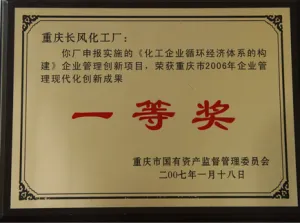 重庆长风化工厂：
你厂申报实施的《化工企业循环经济体系的构
建》企业管理创新项目，荣获重庆市2006年企业管
理现代化创新成果
一等奖
重庆市国有资产监督管理委员会
二00七年一月十八日